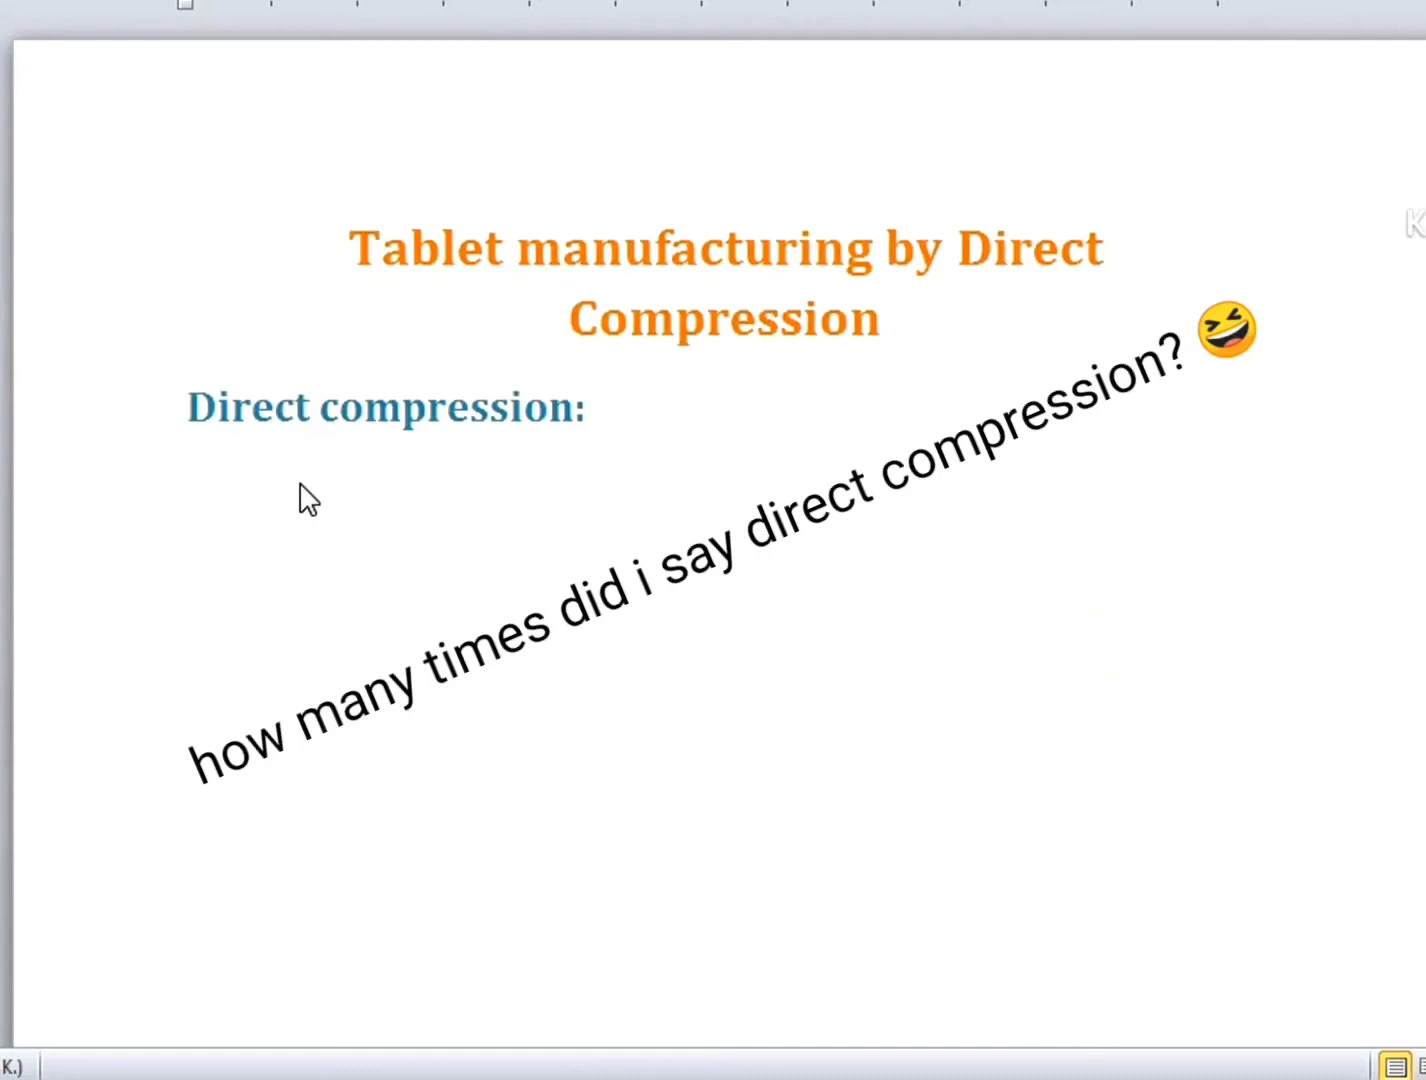 Tablet manufacturing by Direct
Compression
Direct compression:
how many times did i say direct compression? 🤣
K
K.)